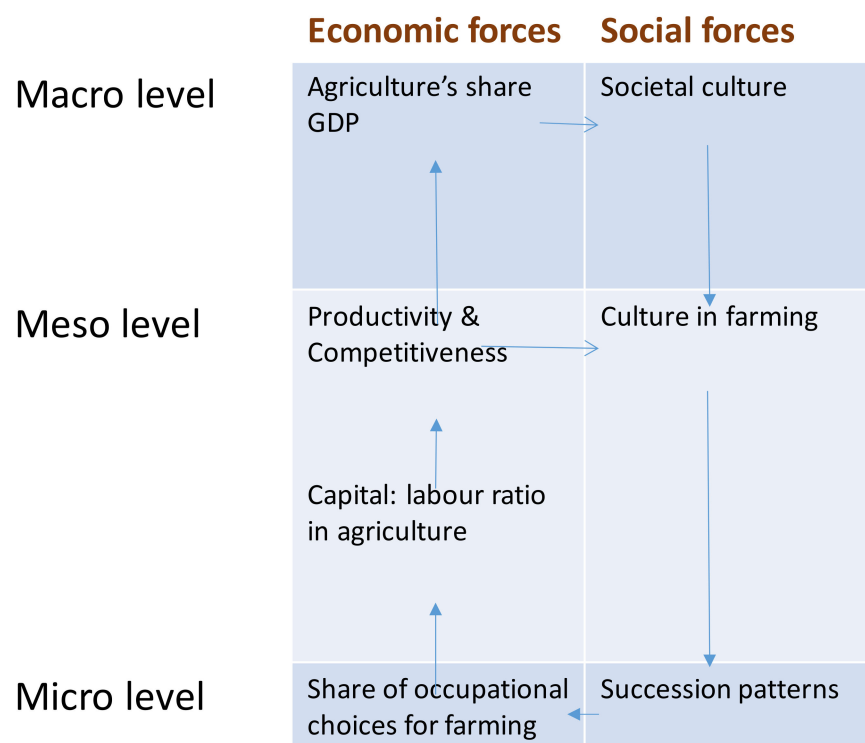 Economic forces
Social forces
Macro level
Agriculture’s share
GDP
Societal culture
Meso level
Productivity &
Competitiveness
Culture in farming
Capital: labour ratio
in agriculture
Micro level
Share of occupational
choices for farming
Succession patterns